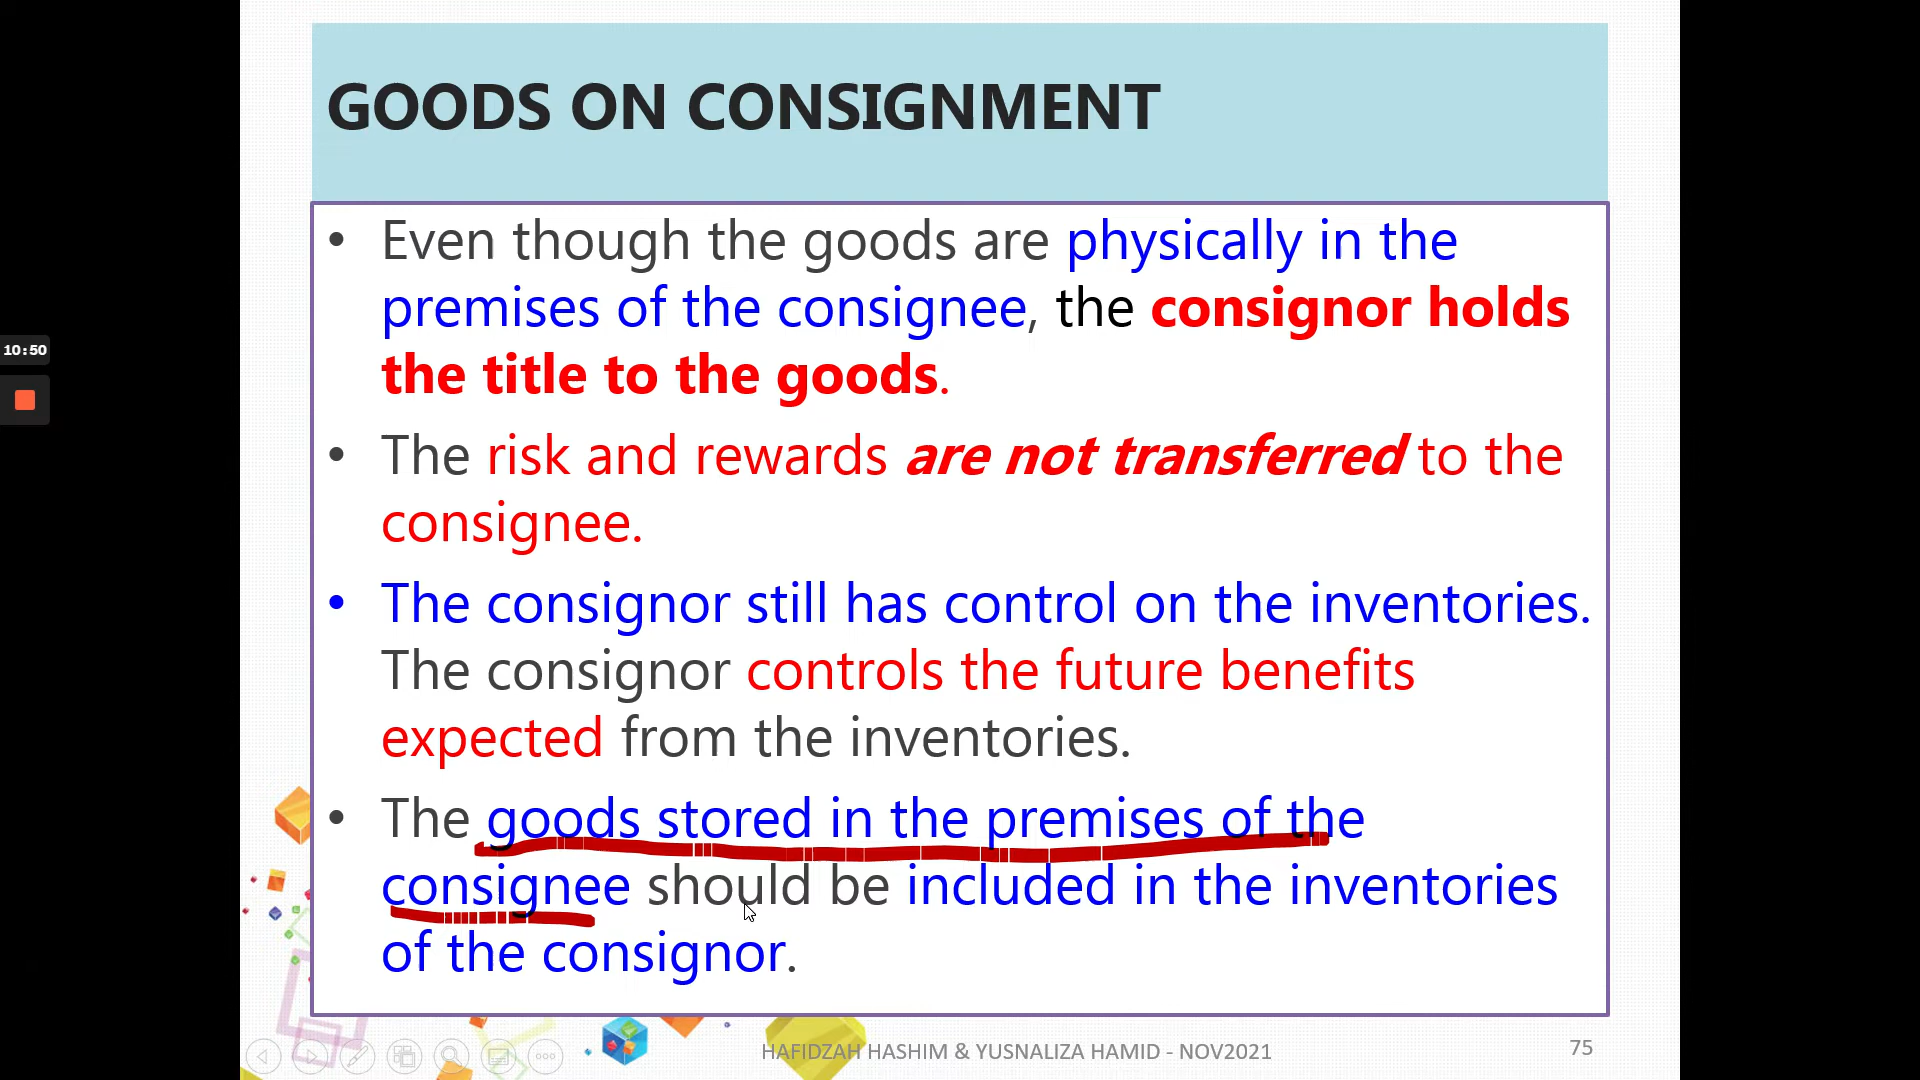 GOODS ON CONSIGNMENT
• Even though the goods are physically in the
premises of the consignee, the consignor holds
the title to the goods.
• The risk and rewards are not transferred to the
consignee.
• The consignor still has control on the inventories.
The consignor controls the future benefits
expected from the inventories.
• The goods stored in the premises of the
consignee should be included in the inventories
of the consignor.
10:50
HAFIDZAH HASHIM & YUSNALIZA HAMID - NOV2021
75